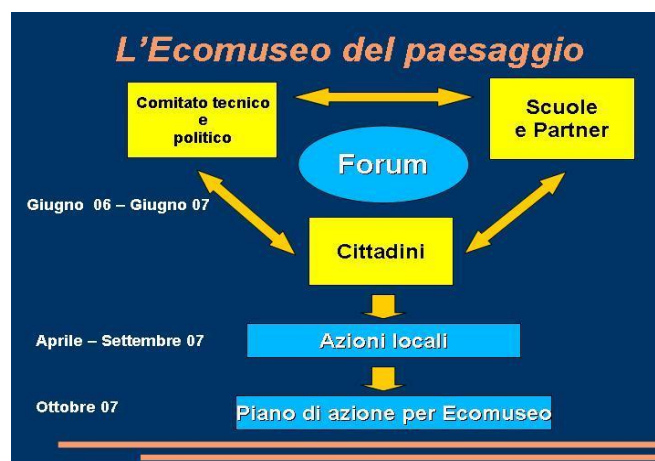 L'Ecomuseo del paesaggio
Comitato tecnico
e
politico
Scuole
e Partner
Forum
Giugno 06 – Giugno 07
Cittadini
Aprile – Settembre 07
Azioni locali
Ottobre 07
Piano di azione per Ecomuseo